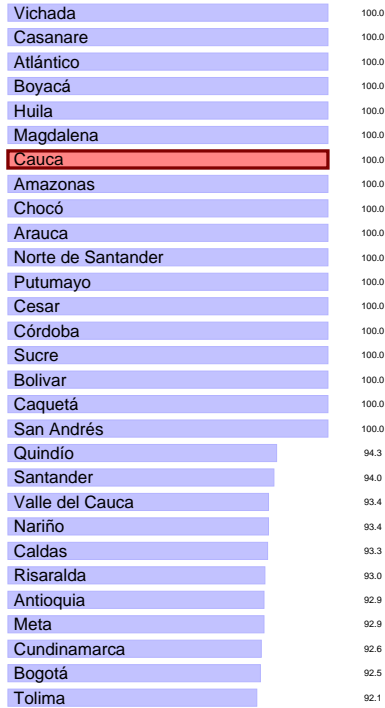 Vichada 100.0
Casanare 100.0
Atlántico 100.0
Boyacá 100.0
Huila 100.0
Magdalena 100.0
Cauca 100.0
Amazonas 100.0
Chocó 100.0
Arauca 100.0
Norte de Santander 100.0
Putumayo 100.0
Cesar 100.0
Córdoba 100.0
Sucre 100.0
Bolivar 100.0
Caquetá 100.0
San Andrés 100.0
Quindío 94.3
Santander 94.0
Valle del Cauca 93.4
Nariño 93.4
Caldas 93.3
Risaralda 93.0
Antioquia 92.9
Meta 92.9
Cundinamarca 92.6
Bogotá 92.5
Tolima 92.1